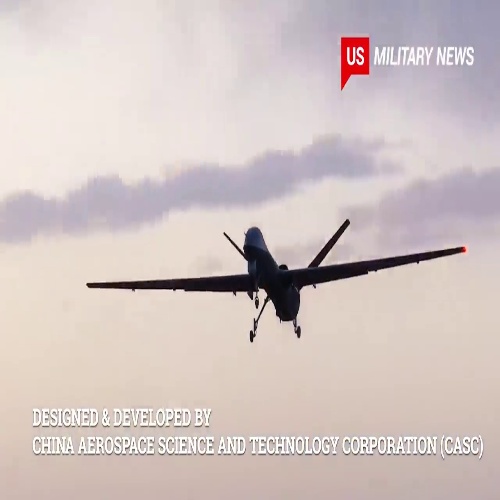 US MILITARY NEWS
DESIGNED & DEVELOPED BY
CHINA AEROSPACE SCIENCE AND TECHNOLOGY CORPORATION (CASC)